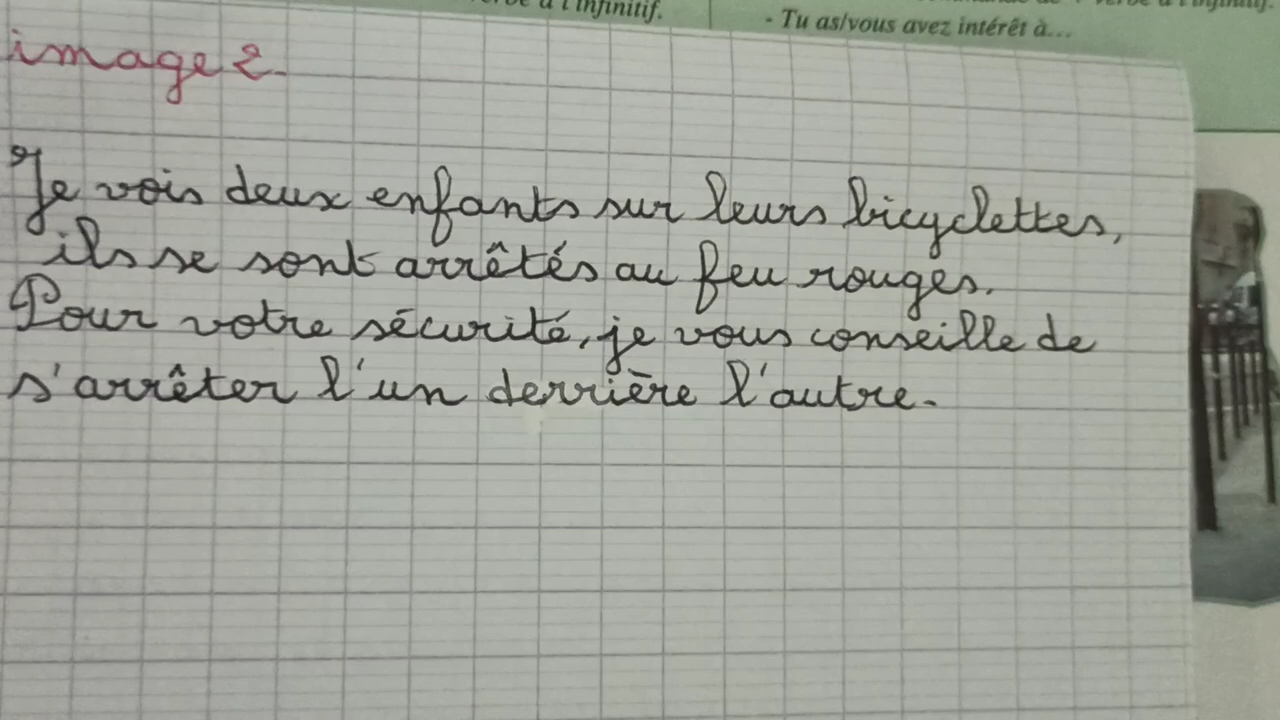 à l'infinitif.
- Tu as/vous avez intérêt à...
image 2.
Je vois deux enfants sur leurs bicyclettes,
ils se sont arrêtés au feu rouges.
Pour votre sécurité, je vous conseille de
s'arrêter l'un derrière l'autre.